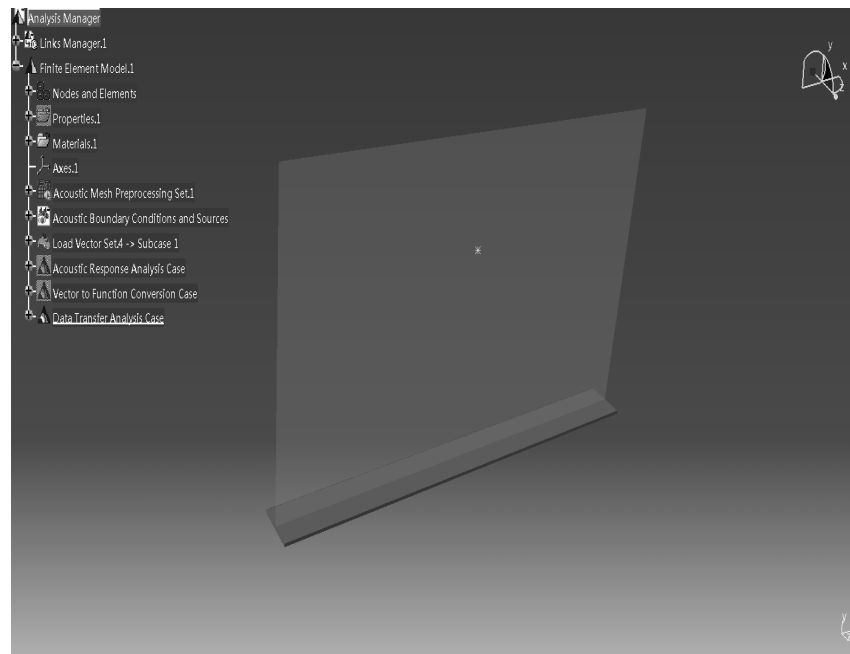 Analysis Manager
Links Manager.1
Finite Element Model.1
Nodes and Elements
Properties.1
Materials.1
Axes.1
Acoustic Mesh Preprocessing Set.1
Acoustic Boundary Conditions and Sources
Load Vector Set.4 -> Subcase 1
Acoustic Response Analysis Case
Vector to Function Conversion Case
Data Transfer Analysis Case
y
x
z
y